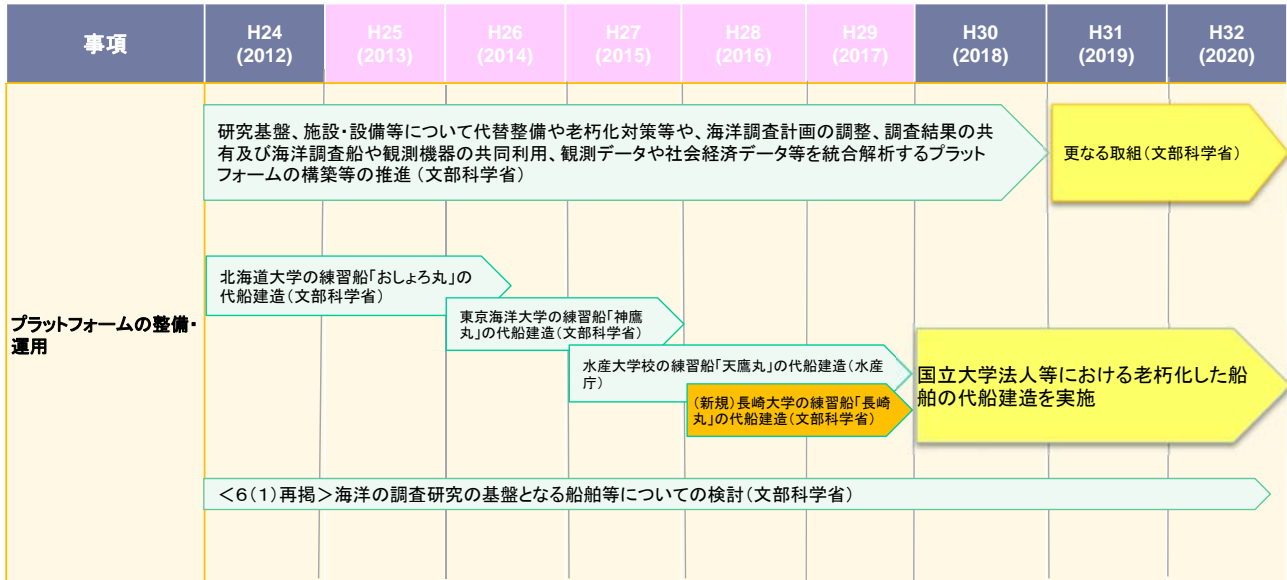 事項
H24
(2012)
H25
(2013)
H26
(2014)
H27
(2015)
H28
(2016)
H29
(2017)
H30
(2018)
H31
(2019)
H32
(2020)
プラットフォームの整備・
運用
研究基盤、施設・設備等について代替整備や老朽化対策等や、海洋調査計画の調整、調査結果の共
有及び海洋調査船や観測機器の共同利用、観測データや社会経済データ等を統合解析するプラット
フォームの構築等の推進(文部科学省)
更なる取組(文部科学省)
北海道大学の練習船「おしょろ丸」の
代船建造(文部科学省)
東京海洋大学の練習船「神鷹
丸」の代船建造(文部科学省)
水産大学校の練習船「天鷹丸」の代船建造(水産
庁)
(新規)長崎大学の練習船「長崎
丸」の代船建造(文部科学省)
国立大学法人等における老朽化した船
舶の代船建造を実施
<6(1)再掲>海洋の調査研究の基盤となる船舶等についての検討(文部科学省)